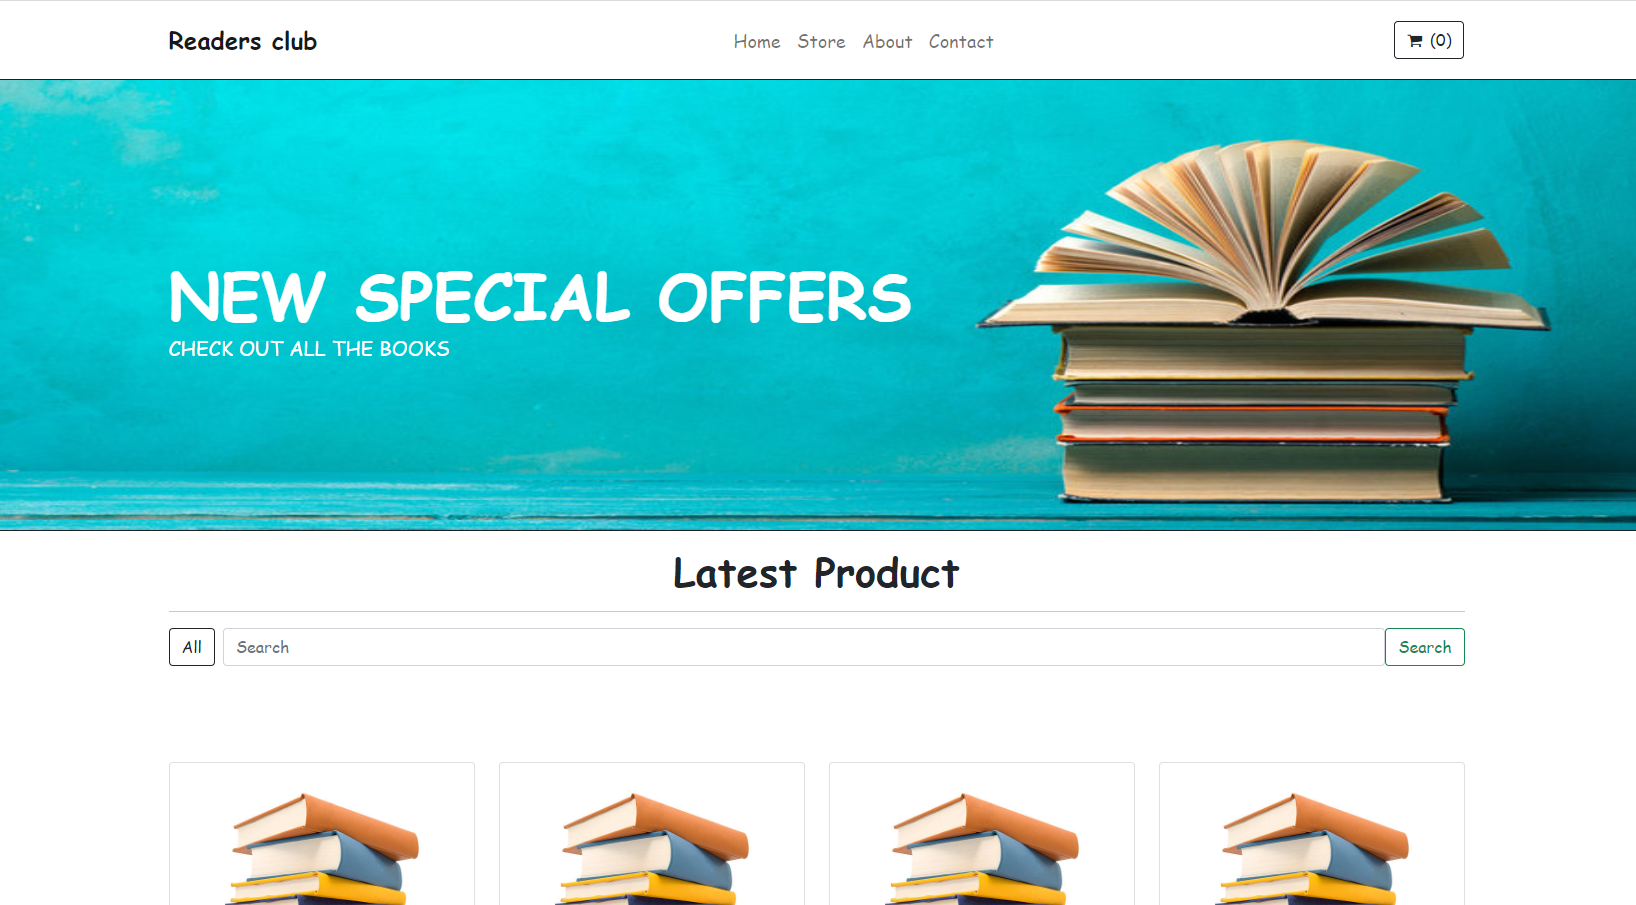 Readers club
Home Store About Contact
(0)
NEW SPECIAL OFFERS
CHECK OUT ALL THE BOOKS
Latest Product
All Search Search